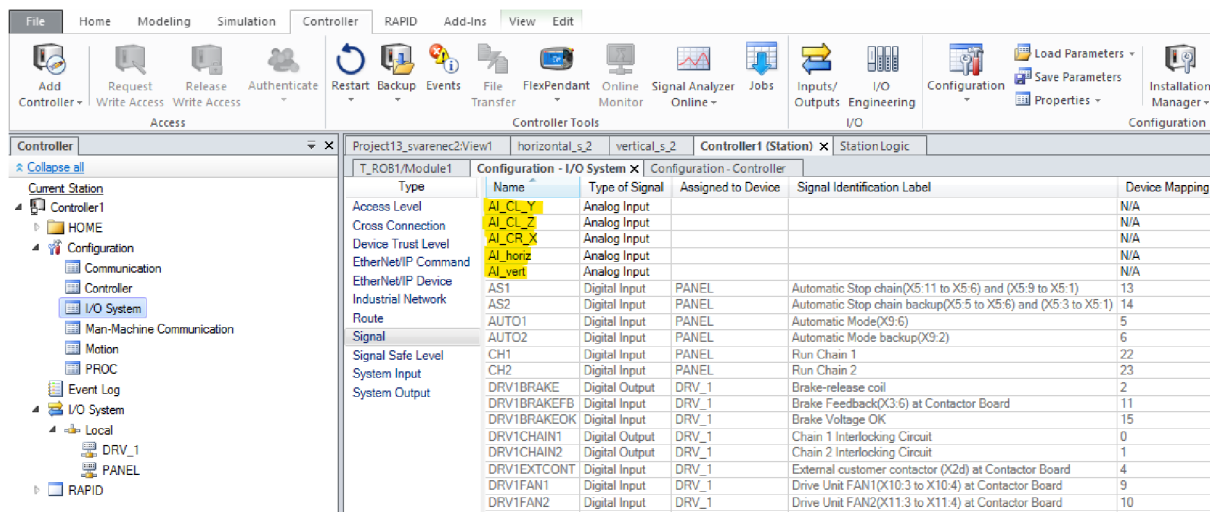 File Home Modeling Simulation Controller RAPID Add-Ins View Edit
Add Controller
Request Write Access
Release Write Access
Authenticate
Restart
Backup
Events
File Transfer
FlexPendant
Online Monitor
Signal Analyzer Online
Jobs
Inputs/ Outputs
I/O Engineering
Configuration
Load Parameters
Save Parameters
Properties
Installation Manager
Access Controller Tools I/O Configuration
Controller
Collapse all
Current Station
Controller1
HOME
Configuration
Communication
Controller
I/O System
Man-Machine Communication
Motion
PROC
Event Log
I/O System
Local
DRV_1
PANEL
RAPID
Project13_svarenec2:View1 horizontal_s_2 vertical_s_2 Controller1 (Station) X Station Logic
T_ROB1/Module1 Configuration - I/O System X Configuration - Controller
Type
Access Level
Cross Connection
Device Trust Level
EtherNet/IP Command
EtherNet/IP Device
Industrial Network
Route
Signal
Signal Safe Level
System Input
System Output
Name Type of Signal Assigned to Device Signal Identification Label Device Mapping
AI_CL_Y Analog Input N/A
AI_CL_Z Analog Input N/A
AI_CR_X Analog Input N/A
AI_horiz Analog Input N/A
AI_vert Analog Input N/A
AS1 Digital Input PANEL Automatic Stop chain(X5:11 to X5:6) and (X5:9 to X5:1) 13
AS2 Digital Input PANEL Automatic Stop chain backup(X5:5 to X5:6) and (X5:3 to X5:1) 14
AUTO1 Digital Input PANEL Automatic Mode(X9:6) 5
AUTO2 Digital Input PANEL Automatic Mode backup(X9:2) 6
CH1 Digital Input PANEL Run Chain 1 22
CH2 Digital Input PANEL Run Chain 2 23
DRV1BRAKE Digital Output DRV_1 Brake-release coil 2
DRV1BRAKEFB Digital Input DRV_1 Brake Feedback(X3:6) at Contactor Board 11
DRV1BRAKEOK Digital Input DRV_1 Brake Voltage OK 15
DRV1CHAIN1 Digital Output DRV_1 Chain 1 Interlocking Circuit 0
DRV1CHAIN2 Digital Output DRV_1 Chain 2 Interlocking Circuit 1
DRV1EXTCONT Digital Input DRV_1 External customer contactor (X2d) at Contactor Board 4
DRV1FAN1 Digital Input DRV_1 Drive Unit FAN1(X10:3 to X10:4) at Contactor Board 9
DRV1FAN2 Digital Input DRV_1 Drive Unit FAN2(X11:3 to X11:4) at Contactor Board 10